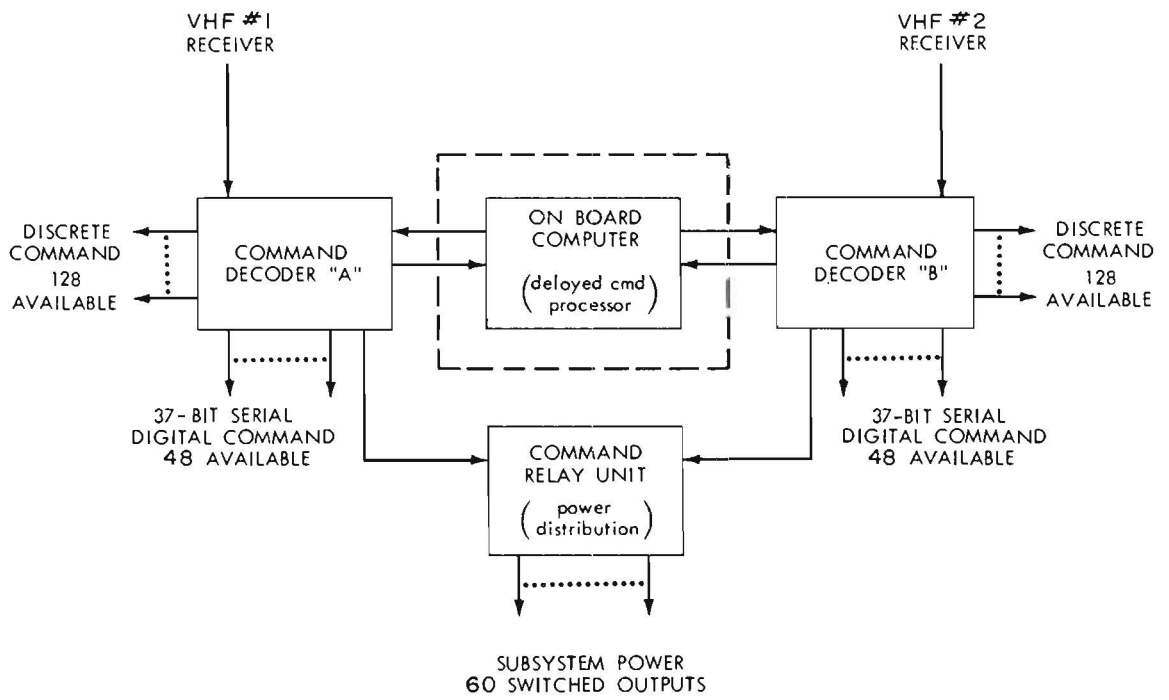 VHF #1
RECEIVER
VHF #2
RECEIVER
DISCRETE
COMMAND
128
AVAILABLE
COMMAND
DECODER "A"
ON BOARD
COMPUTER
(deloyed cmd
processor)
COMMAND
DECODER "B"
DISCRETE
COMMAND
128
AVAILABLE
37-BIT SERIAL
DIGITAL COMMAND
48 AVAILABLE
COMMAND
RELAY UNIT
(power
distribution)
37-BIT SERIAL
DIGITAL COMMAND
48 AVAILABLE
SUBSYSTEM POWER
60 SWITCHED OUTPUTS